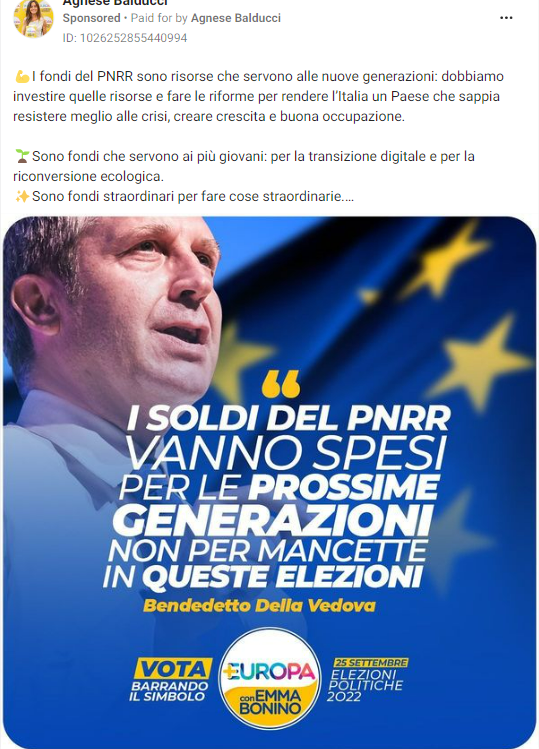 Agnese Balducci
Sponsored • Paid for by Agnese Balducci
ID: 1026252855440994
💪I fondi del PNRR sono risorse che servono alle nuove generazioni: dobbiamo
investire quelle risorse e fare le riforme per rendere l'Italia un Paese che sappia
resistere meglio alle crisi, creare crescita e buona occupazione.
🌱Sono fondi che servono ai più giovani: per la transizione digitale e per la
riconversione ecologica.
✨Sono fondi straordinari per fare cose straordinarie....
“
I SOLDI DEL PNRR
VANNO SPESI
PER LE PROSSIME
GENERAZIONI
NON PER MANCETTE
IN QUESTE ELEZIONI
Bendedetto Della Vedova
VOTA
BARRANDO
IL SIMBOLO
+EUROPA
con EMMA
BONINO
25 SETTEMBRE
ELEZIONI
POLITICHE
2022